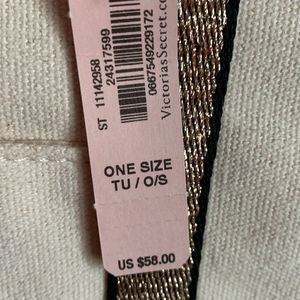 ST 11142958
24317599
0667549229172
VictoriasSecret.com
ONE SIZE
TU / O/S
US $58.00